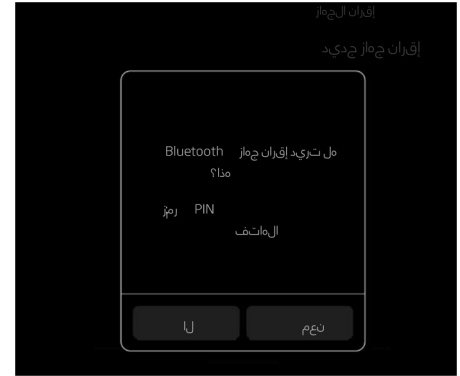 إقران الجهاز
إقران جهاز جديد
هل تريد إقران جهاز Bluetooth
هذا؟
رمز PIN
الهاتف
نعم
لا